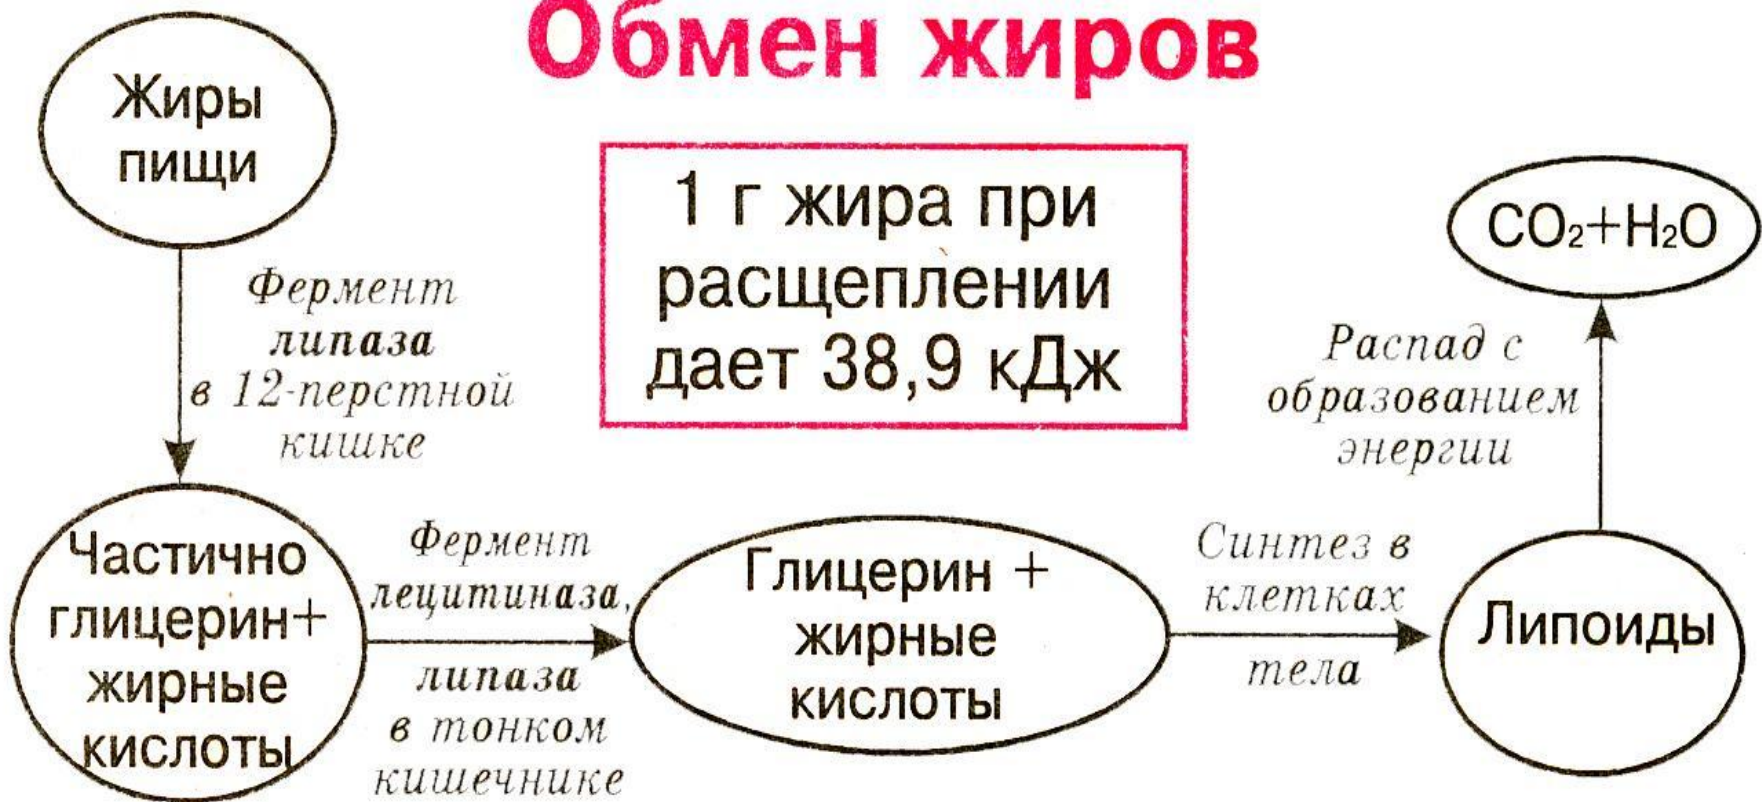 Обмен жиров
Жиры
пищи
1 г жира при
расщеплении
дает 38,9 кДж
CO₂+H₂O
Фермент
липаза
в 12-перстной
кишке
Распад с
образованием
энергии
Частично
глицерин+
жирные
кислоты
Фермент
лецитиназа,
липаза
в тонком
кишечнике
Глицерин +
жирные
кислоты
Синтез в
клетках
тела
Липоиды